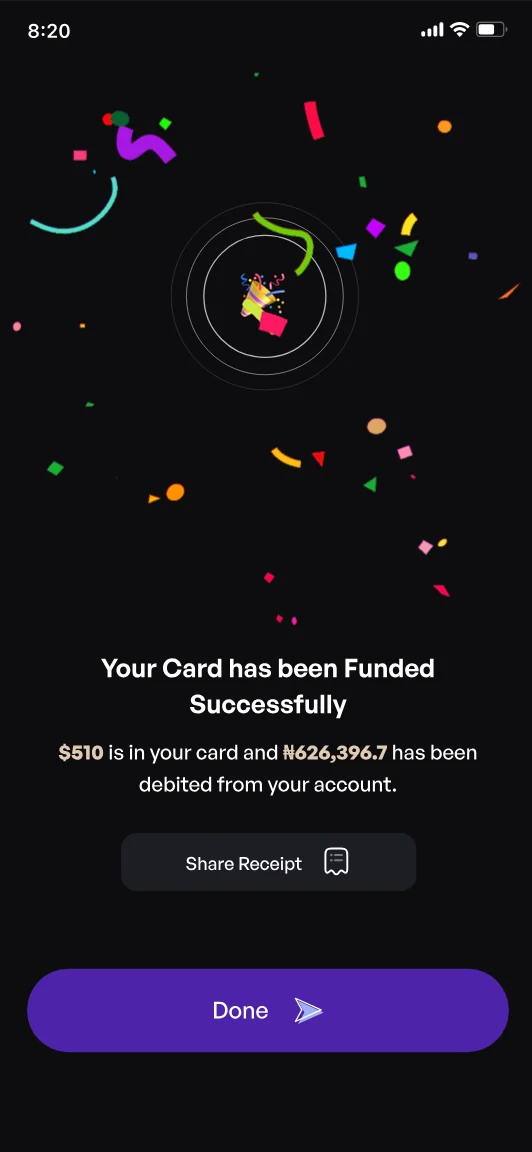 8:20
Your Card has been Funded
Successfully
$510 is in your card and ₦626,396.7 has been
debited from your account.
Share Receipt
Done